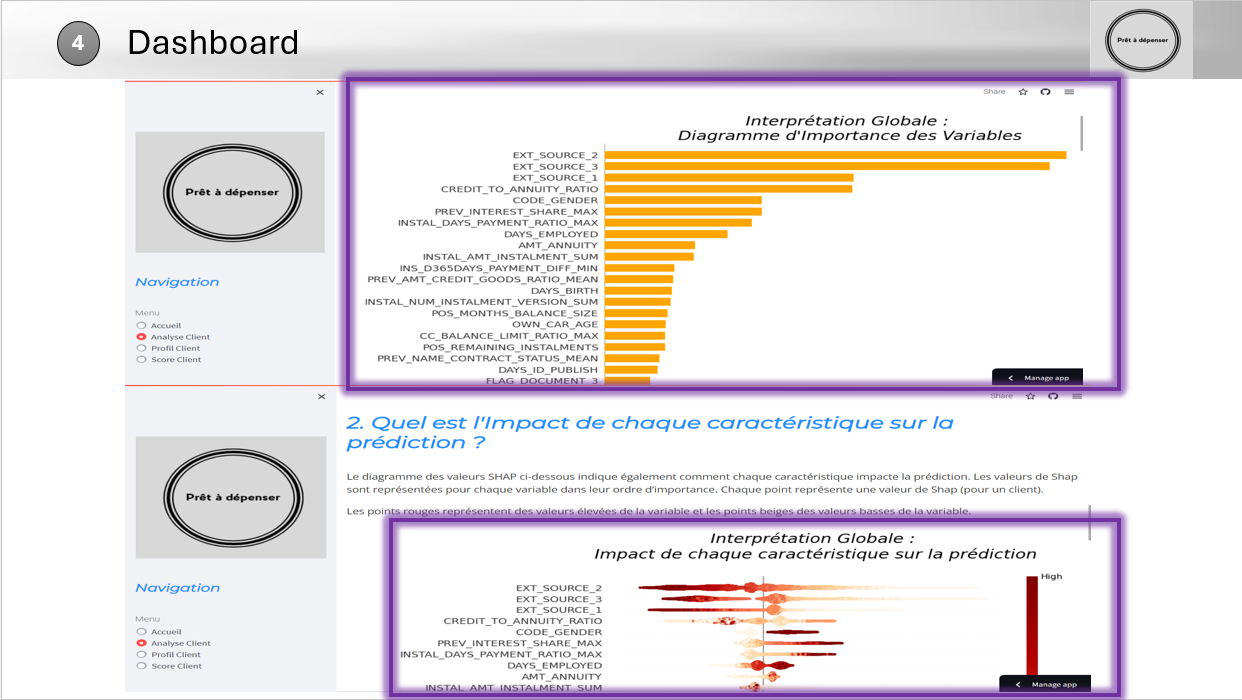 4
Dashboard
Prêt à dépenser
×
Share
Prêt à dépenser
Navigation
Menu
Accueil
Analyse Client
Profil Client
Score Client
Interprétation Globale :
Diagramme d'Importance des Variables
EXT_SOURCE_2
EXT_SOURCE_3
EXT_SOURCE_1
CREDIT_TO_ANNUITY_RATIO
CODE_GENDER
PREV_INTEREST_SHARE_MAX
INSTAL_DAYS_PAYMENT_RATIO_MAX
DAYS_EMPLOYED
AMT_ANNUITY
INSTAL_AMT_INSTALMENT_SUM
INS_D365DAYS_PAYMENT_DIFF_MIN
PREV_AMT_CREDIT_GOODS_RATIO_MEAN
DAYS_BIRTH
INSTAL_NUM_INSTALMENT_VERSION_SUM
POS_MONTHS_BALANCE_SIZE
OWN_CAR_AGE
CC_BALANCE_LIMIT_RATIO_MAX
POS_REMAINING_INSTALMENTS
PREV_NAME_CONTRACT_STATUS_MEAN
DAYS_ID_PUBLISH
FLAG_DOCUMENT_3
< Manage app
×
Share
Prêt à dépenser
Navigation
Menu
Accueil
Analyse Client
Profil Client
Score Client
2. Quel est l'Impact de chaque caractéristique sur la
prédiction ?
Le diagramme des valeurs SHAP ci-dessous indique également comment chaque caractéristique impacte la prédiction. Les valeurs de Shap
sont représentées pour chaque variable dans leur ordre d'importance. Chaque point représente une valeur de Shap (pour un client).
Les points rouges représentent des valeurs élevées de la variable et les points beiges des valeurs basses de la variable.
Interprétation Globale :
Impact de chaque caractéristique sur la prédiction
High
EXT_SOURCE_2
EXT_SOURCE_3
EXT_SOURCE_1
CREDIT_TO_ANNUITY_RATIO
CODE_GENDER
PREV_INTEREST_SHARE_MAX
INSTAL_DAYS_PAYMENT_RATIO_MAX
DAYS_EMPLOYED
AMT_ANNUITY
INSTAL_AMT_INSTALMENT_SUM
< Manage app